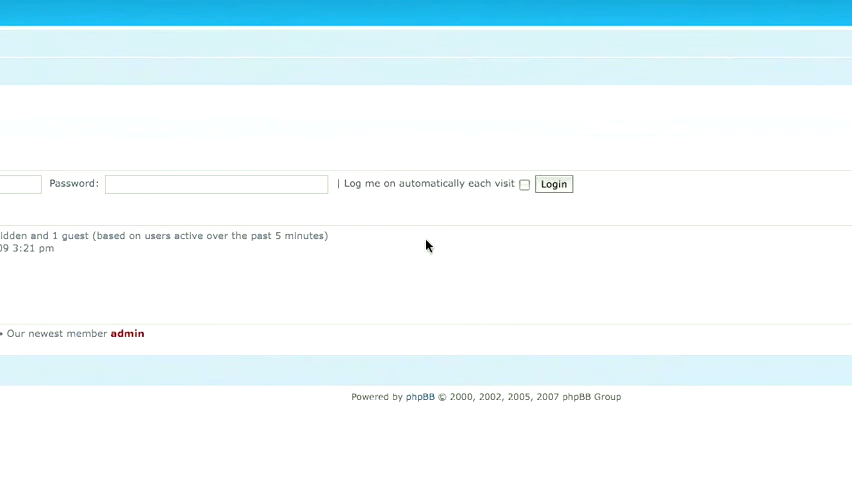 Password: | Log me on automatically each visit Login
idden and 1 guest (based on users active over the past 5 minutes)
09 3:21 pm
• Our newest member admin
Powered by phpBB © 2000, 2002, 2005, 2007 phpBB Group